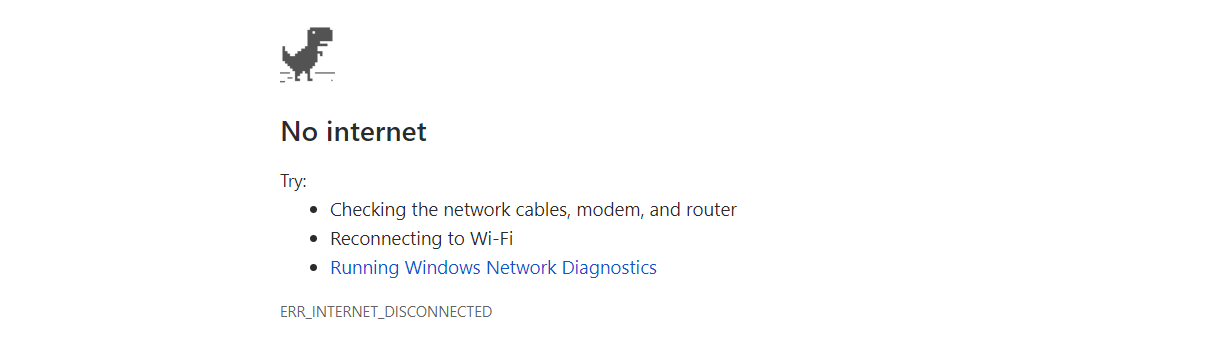 No internet
Try:
• Checking the network cables, modem, and router
• Reconnecting to Wi-Fi
• Running Windows Network Diagnostics
ERR_INTERNET_DISCONNECTED